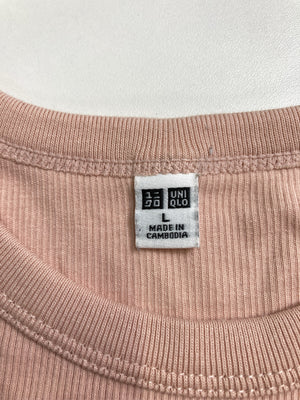 ユニ UNI
クロ QLO
L
MADE IN
CAMBODIA